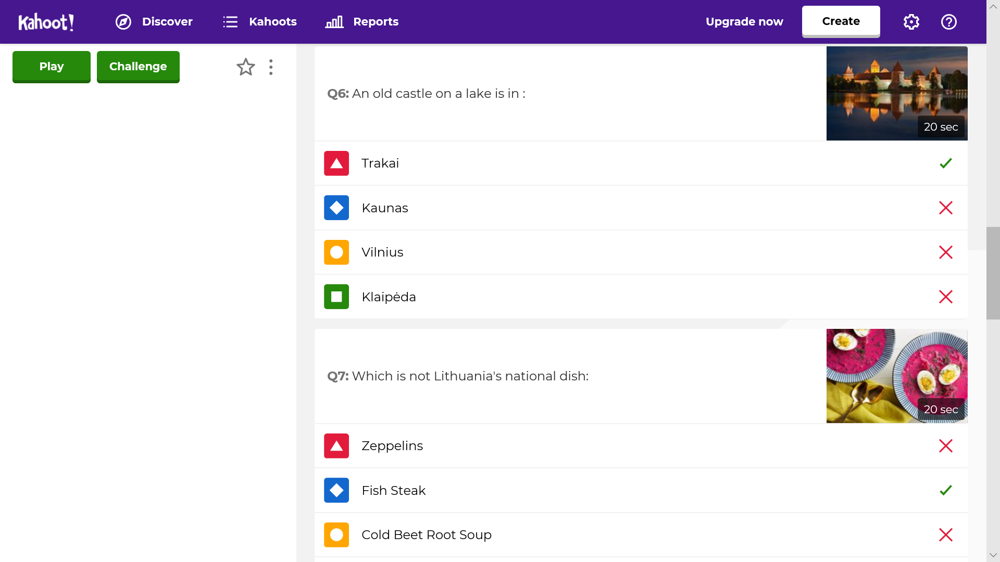 Kahoot!
Discover
Kahoots
Reports
Upgrade now
Create
Play
Challenge
Q6: An old castle on a lake is in :
20 sec
Trakai
Kaunas
Vilnius
Klaipėda
Q7: Which is not Lithuania's national dish:
20 sec
Zeppelins
Fish Steak
Cold Beet Root Soup